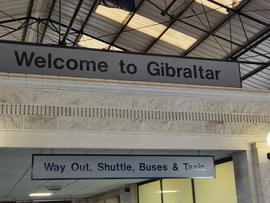 Welcome to Gibraltar
Way Out, Shuttle, Buses & Taxis